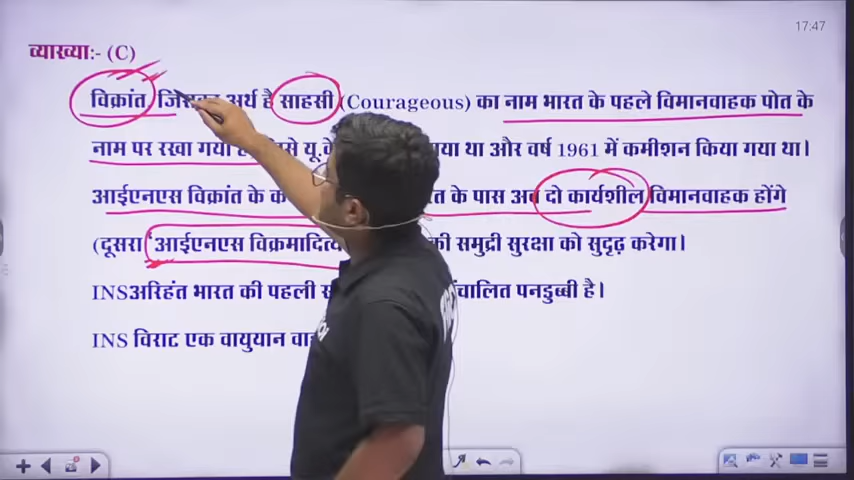 17:47
व्याख्या:- (C)
विक्रांत जिसका अर्थ है साहसी (Courageous) का नाम भारत के पहले विमानवाहक पोत के
नाम पर रखा गया यू. गया था और वर्ष 1961 में कमीशन किया गया था।
आईएनएस विक्रांत के के पास अब दो कार्यशील विमानवाहक होंगे
(दूसरा 'आईएनएस विक्रमादित्य की समुद्री सुरक्षा को सुदृढ़ करेगा।
INSअरिहंत भारत की पहली पनडुब्बी है।
INS विराट एक वायुयान